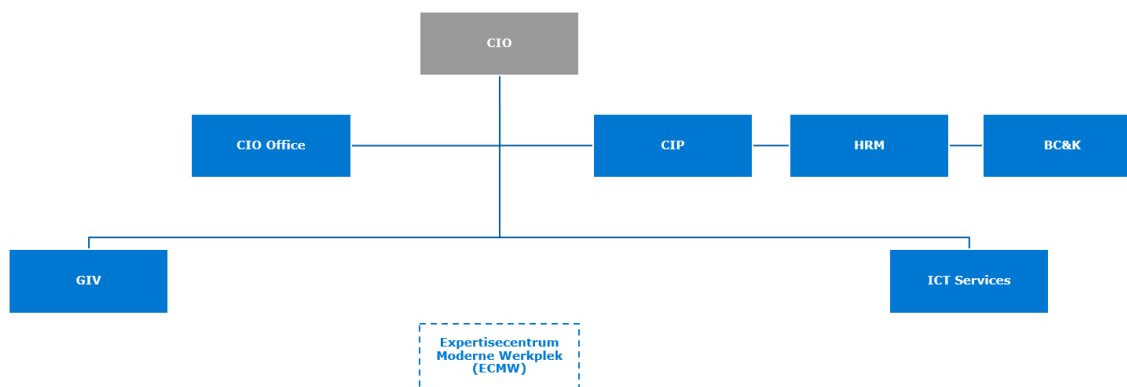 CIO
CIO Office
CIP
HRM
BC&K
GIV
ICT Services
Expertisecentrum
Moderne Werkplek
(ECMW)